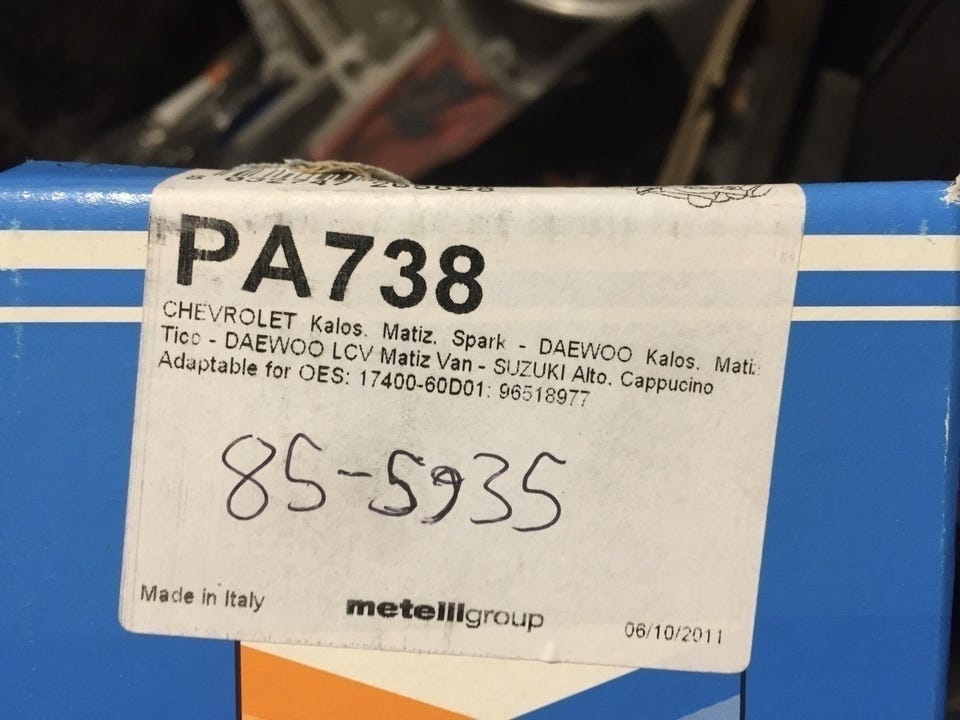 PA738
CHEVROLET Kalos. Matiz. Spark - DAEWOO Kalos. Matiz
Tico - DAEWOO LCV Matiz Van - SUZUKI Alto. Cappucino
Adaptable for OES: 17400-60D01: 96518977
85-5935
Made in Italy
metelligroup
06/10/2011